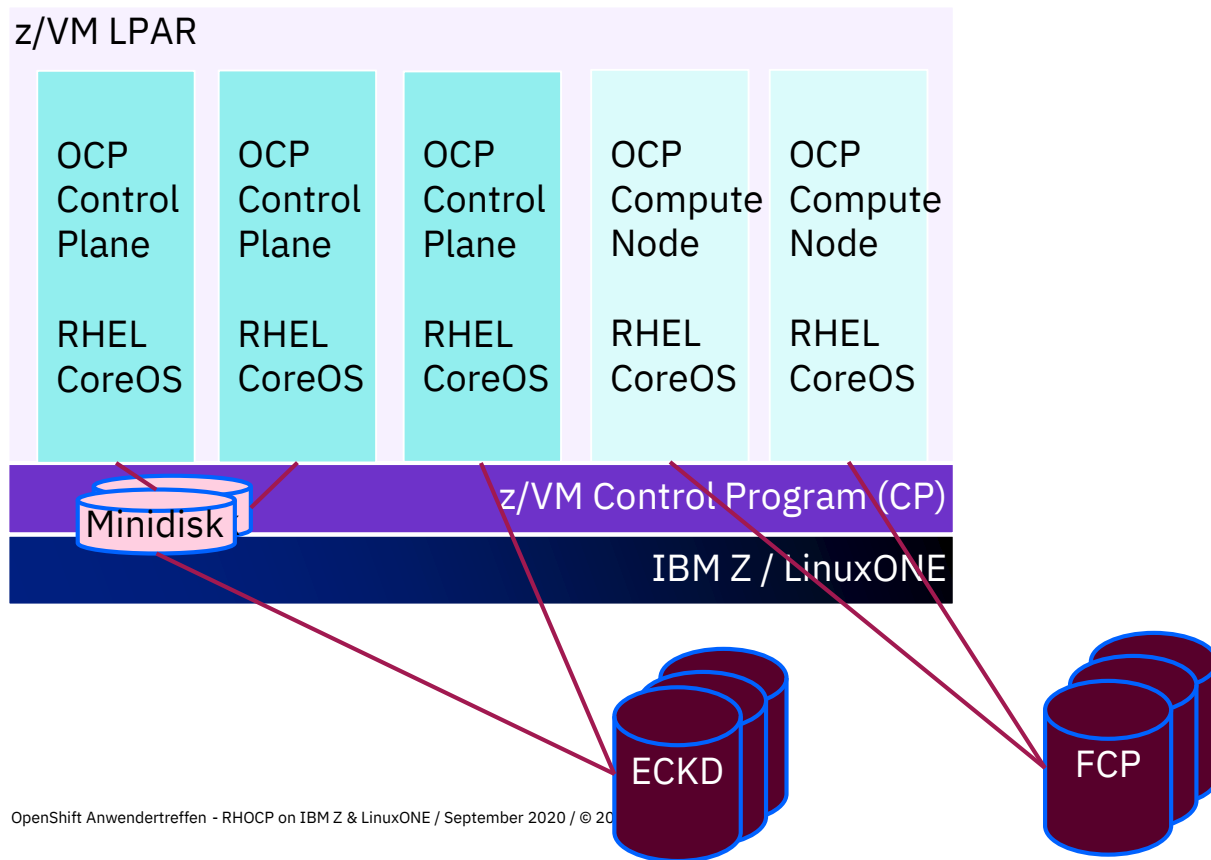 z/VM LPAR
OCP
Control
Plane
RHEL
CoreOS
OCP
Control
Plane
RHEL
CoreOS
OCP
Control
Plane
RHEL
CoreOS
OCP
Compute
Node
RHEL
CoreOS
OCP
Compute
Node
RHEL
CoreOS
z/VM Control Program (CP)
Minidisk
IBM Z / LinuxONE
ECKD
FCP
OpenShift Anwendertreffen - RHOCP on IBM Z & LinuxONE / September 2020 / ©